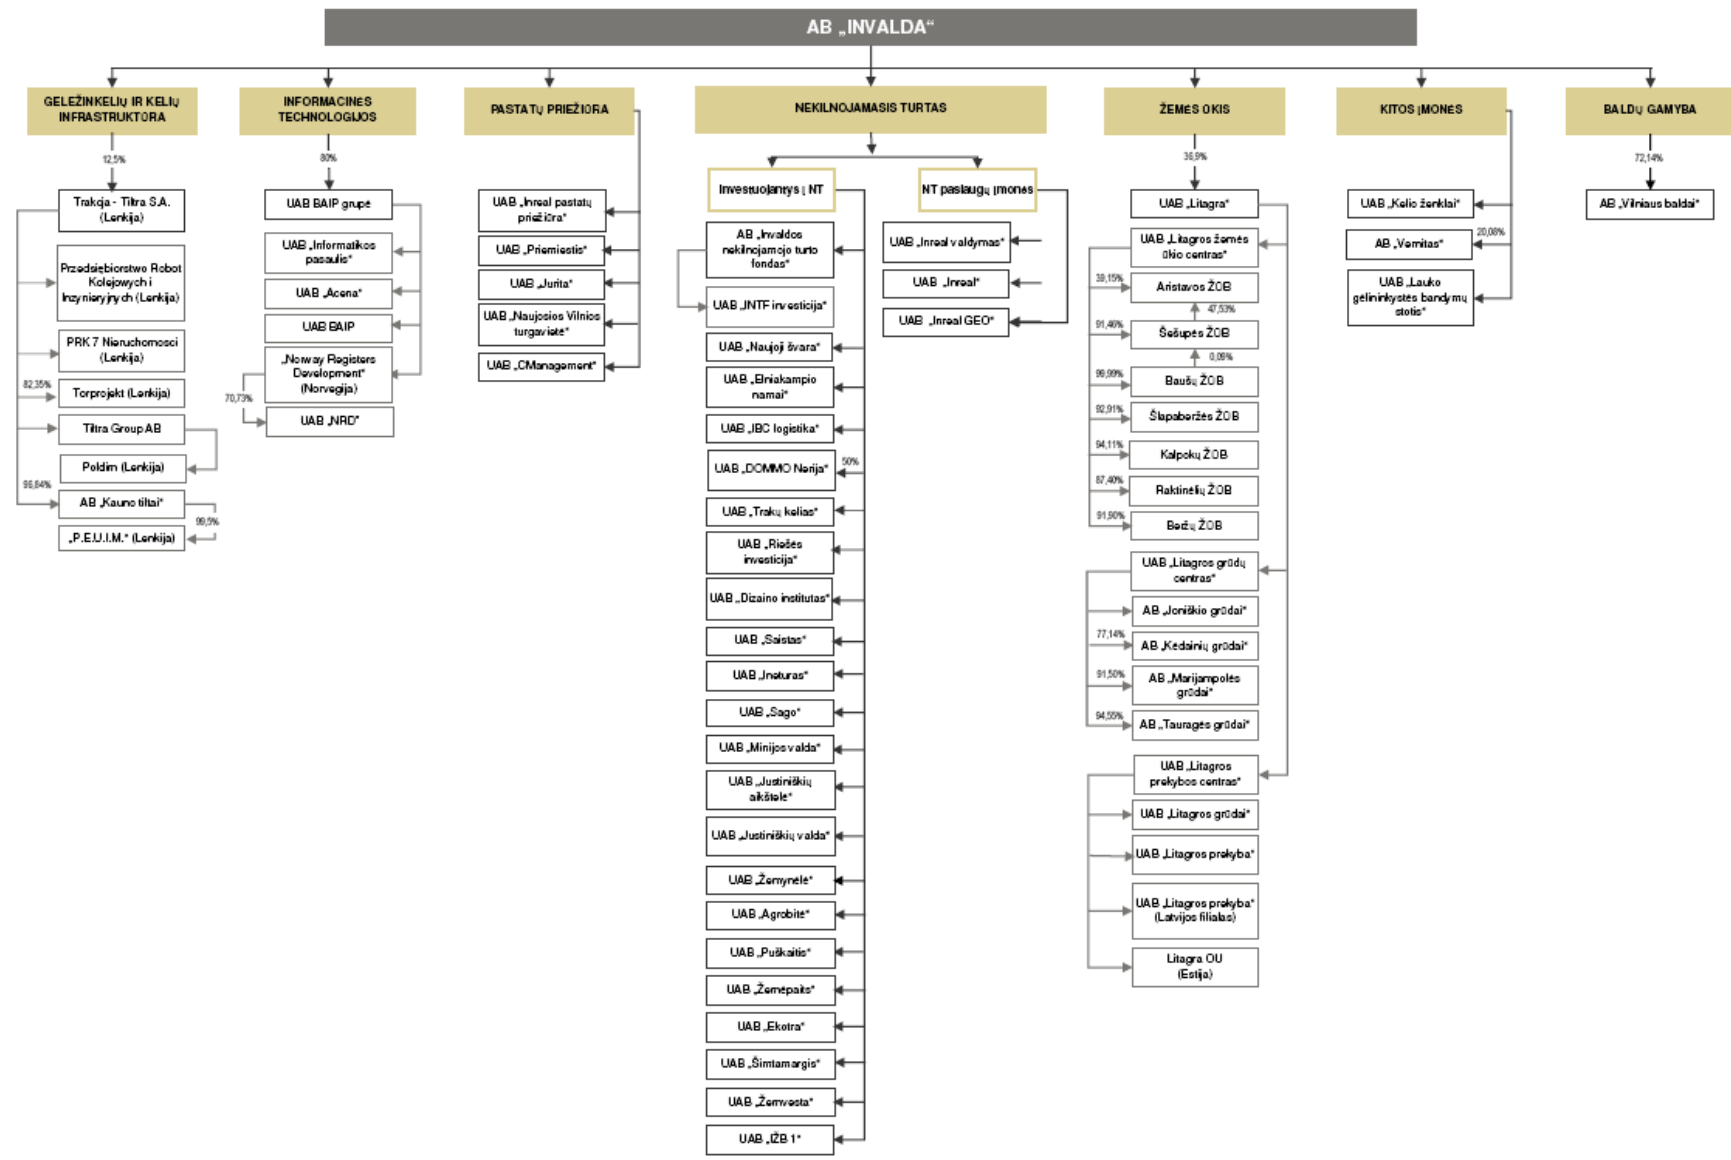 AB „INVALDA“
GELEŽINKELIŲ IR KELIŲ
INFRASTRUKTŪRA
12,5%
Trakcja - Tiltra S.A.
(Lenkija)
Przedsiębiorstwo Robot
Kolejowych i
Inzynieryjnych (Lenkija)
PRK 7 Nieruchomosci
(Lenkija)
82,35%
Torprojekt (Lenkija)
Tiltra Group AB
Poldim (Lenkija)
96,84%
AB „Kauno tiltai“
99,5%
„P.E.U.I.M.“ (Lenkija)
INFORMACINĖS
TECHNOLOGIJOS
80%
UAB BAIP grupė
UAB „Informatikos
pasaulis“
UAB „Acena“
UAB BAIP
„Norway Registers
Development“
(Norvegija)
70,73%
UAB „NRD“
PASTATŲ PRIEŽIŪRA
UAB „Inreal pastatų
priežiūra“
UAB „Priemiestis“
UAB „Jurita“
UAB „Naujosios Vilnios
turgavietė“
UAB „CManagement“
NEKILNOJAMASIS TURTAS
Investuojantys į NT
AB „Invaldos
nekilnojamojo turto
fondas“
UAB „INTF investicija“
UAB „Naujoji švara“
UAB „Elniakampio
namai“
UAB „IBC logistika“
UAB „DOMMO Nerija“
50%
UAB „Trakų kelias“
UAB „Riešės
investicija“
UAB „Dizaino institutas“
UAB „Saistas“
UAB „Ineturas“
UAB „Sago“
UAB „Minijos valda“
UAB „Justiniškių
aikštelė“
UAB „Justiniškių valda“
UAB „Žemynėlė“
UAB „Agrobitė“
UAB „Puškaitis“
UAB „Žemėpaits“
UAB „Ekotra“
UAB „Šimtamargis“
UAB „Žemvesta“
UAB „IŽB 1“
NT paslaugų įmonės
UAB „Inreal valdymas“
UAB „Inreal“
UAB „Inreal GEO“
ŽEMĖS ŪKIS
36,9%
UAB „Litagra“
UAB „Litagros žemės
ūkio centras“
39,15%
Aristavos ŽŪB
47,53%
91,46%
Šešupės ŽŪB
0,09%
99,99%
Baušų ŽŪB
92,91%
Šlapaberžės ŽŪB
94,11%
Kalpokų ŽŪB
87,40%
Raktinėlių ŽŪB
91,90%
Beržų ŽŪB
UAB „Litagros grūdų
centras“
AB „Joniškio grūdai“
77,14%
AB „Kėdainių grūdai“
91,50%
AB „Marijampolės
grūdai“
94,55%
AB „Tauragės grūdai“
UAB „Litagros
prekybos centras“
UAB „Litagros grūdai“
UAB „Litagros prekyba“
UAB „Litagros prekyba“
(Latvijos filialas)
Litagra OU
(Estija)
KITOS ĮMONĖS
UAB „Kelio ženklai“
20,08%
AB „Vernitas“
UAB „Lauko
gėlininkystės bandymų
stotis“
BALDŲ GAMYBA
72,14%
AB „Vilniaus baldai“